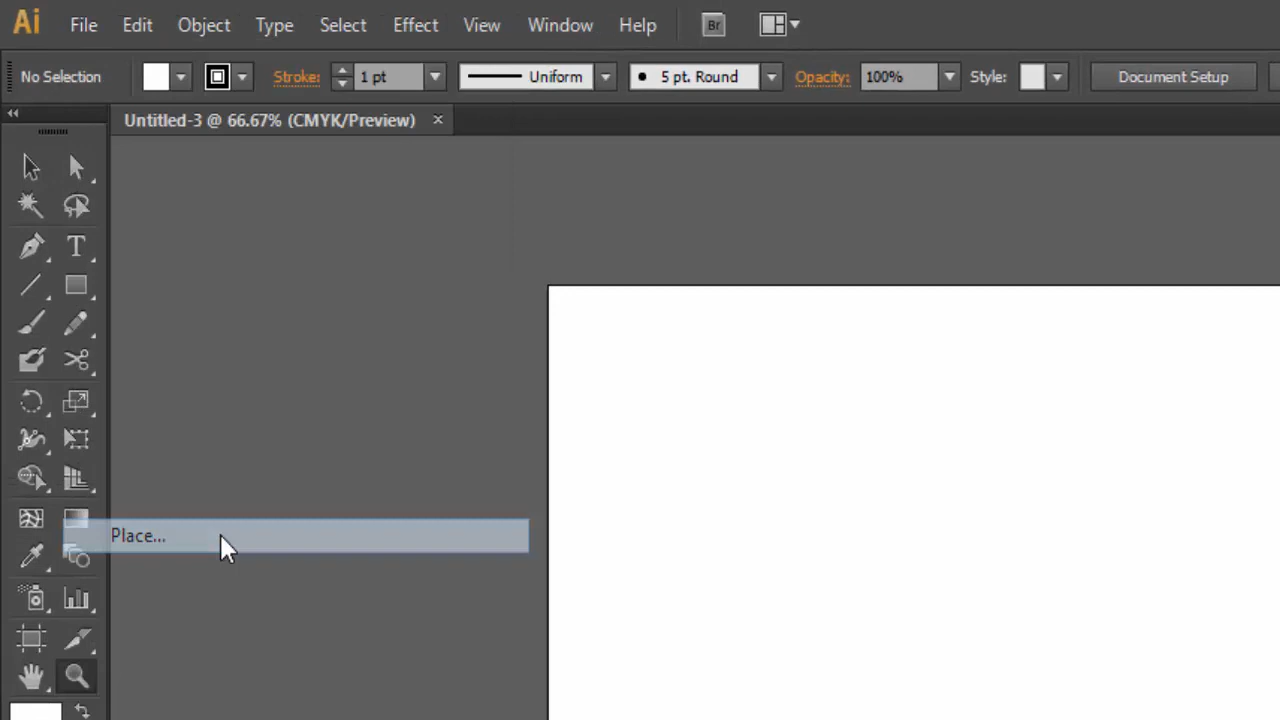 Ai File Edit Object Type Select Effect View Window Help Br
No Selection Stroke: 1 pt Uniform 5 pt. Round Opacity: 100% Style: Document Setup
Untitled-3 @ 66.67% (CMYK/Preview) ×
T
Place...